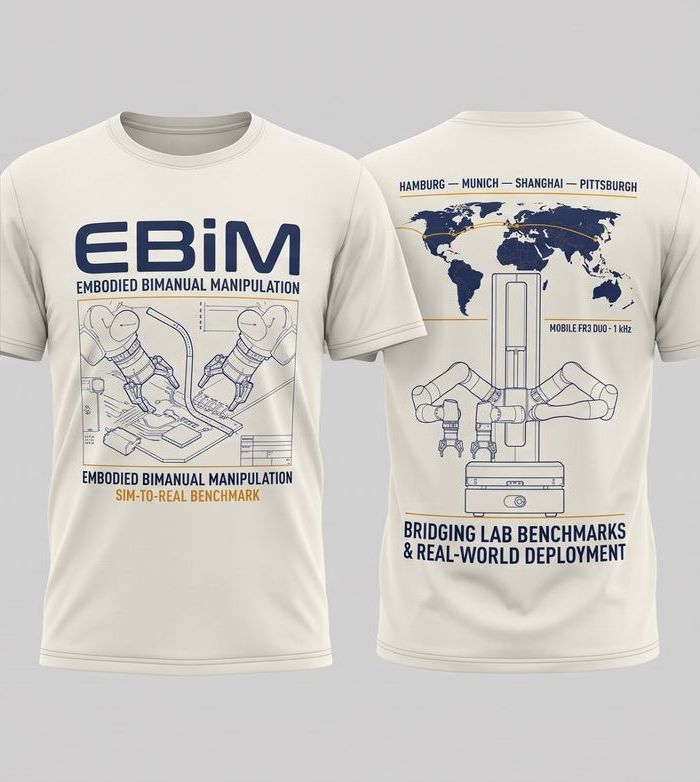 EBiM
EMBODIED BIMANUAL MANIPULATION
EMBODIED BIMANUAL MANIPULATION
SIM-TO-REAL BENCHMARK
HAMBURG — MUNICH — SHANGHAI — PITTSBURGH
MOBILE FR3 DUO - 1 kHz
BRIDGING LAB BENCHMARKS
& REAL-WORLD DEPLOYMENT